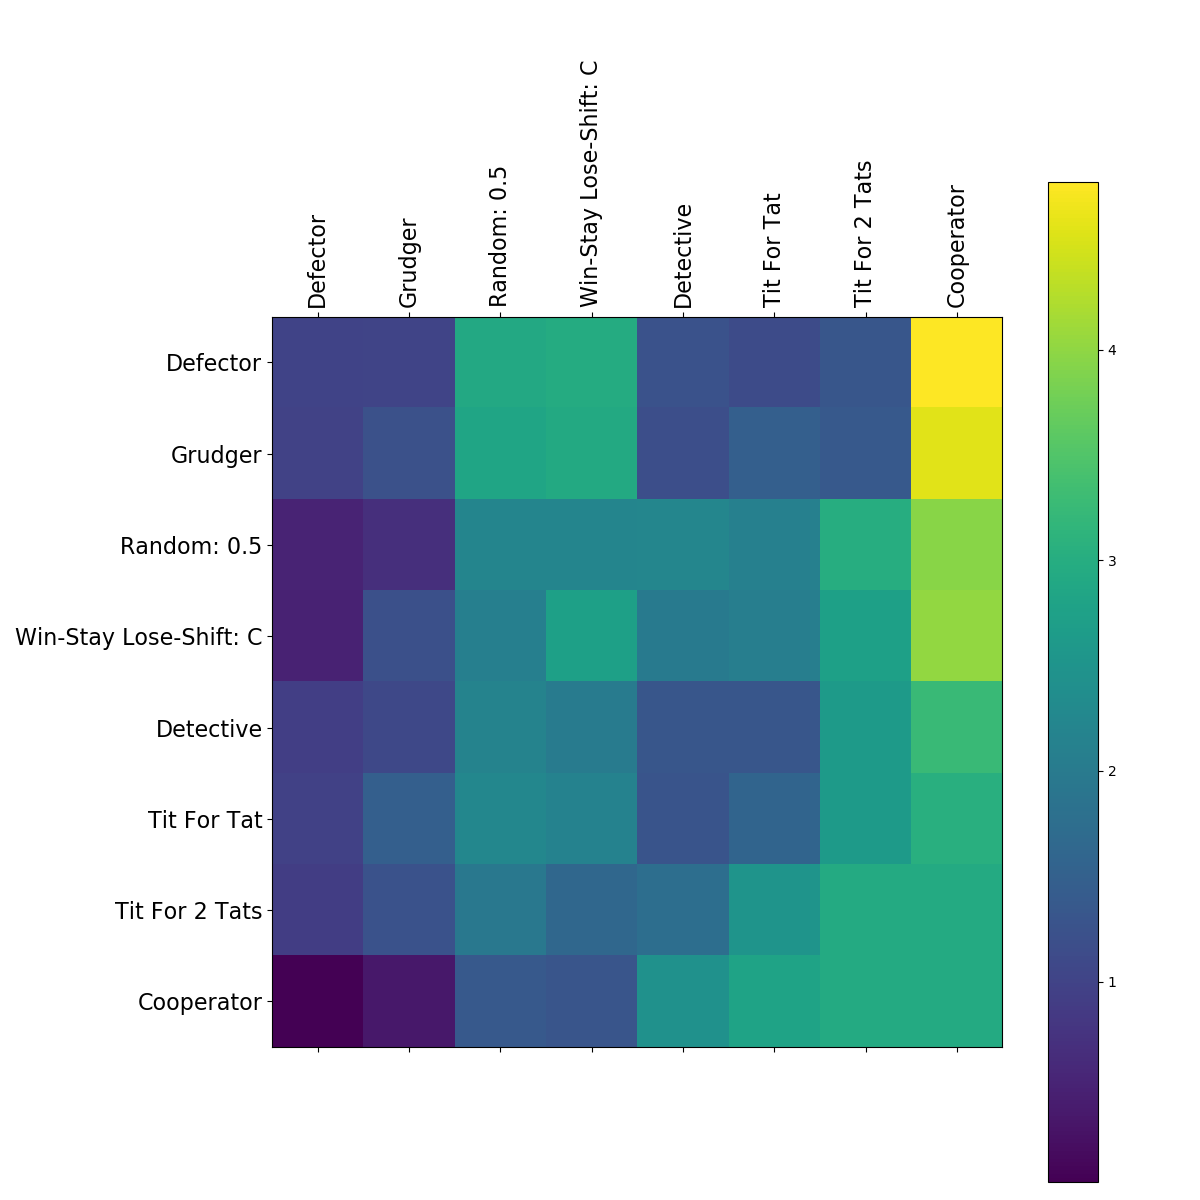 Defector
Grudger
Random: 0.5
Win-Stay Lose-Shift: C
Detective
Tit For Tat
Tit For 2 Tats
Cooperator
Defector
Grudger
Random: 0.5
Win-Stay Lose-Shift: C
Detective
Tit For Tat
Tit For 2 Tats
Cooperator
4
3
2
1